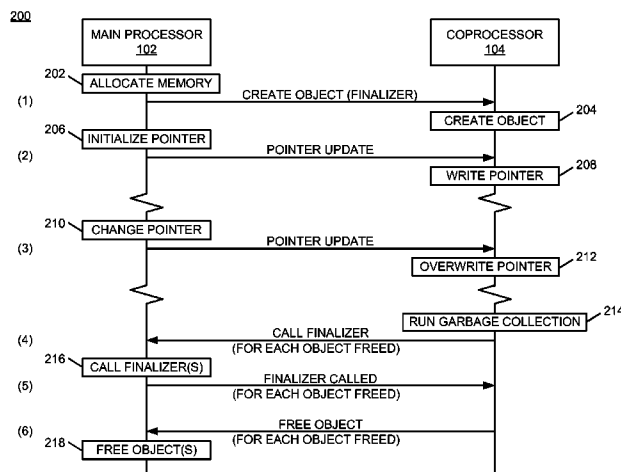 200
MAIN PROCESSOR
102
COPROCESSOR
104
202
ALLOCATE MEMORY
(1)
CREATE OBJECT (FINALIZER)
204
CREATE OBJECT
206
INITIALIZE POINTER
(2)
POINTER UPDATE
208
WRITE POINTER
210
CHANGE POINTER
(3)
POINTER UPDATE
212
OVERWRITE POINTER
214
RUN GARBAGE COLLECTION
(4)
CALL FINALIZER
(FOR EACH OBJECT FREED)
216
CALL FINALIZER(S)
(5)
FINALIZER CALLED
(FOR EACH OBJECT FREED)
(6)
FREE OBJECT
(FOR EACH OBJECT FREED)
218
FREE OBJECT(S)